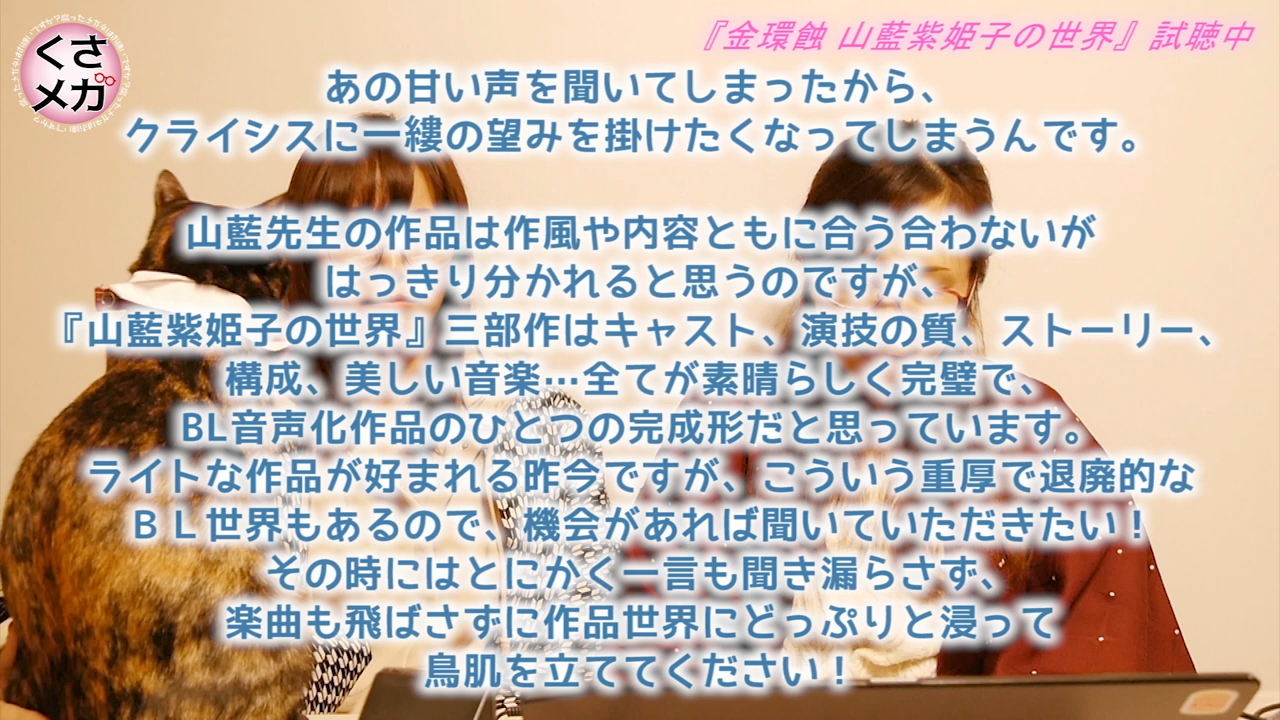 くさ
メガ
『金環蝕 山藍紫姫子の世界』試聴中
あの甘い声を聞いてしまったから、
クライシスに一縷の望みを掛けたくなってしまうんです。
山藍先生の作品は作風や内容ともに合う合わないが
はっきり分かれると思うのですが、
『山藍紫姫子の世界』三部作はキャスト、演技の質、ストーリー、
構成、美しい音楽…全てが素晴らしく完璧で、
BL音声化作品のひとつの完成形だと思っています。
ライトな作品が好まれる昨今ですが、こういう重厚で退廃的な
ＢＬ世界もあるので、機会があれば聞いていただきたい！
その時にはとにかく一言も聞き漏らさず、
楽曲も飛ばさずに作品世界にどっぷりと浸って
鳥肌を立ててください！